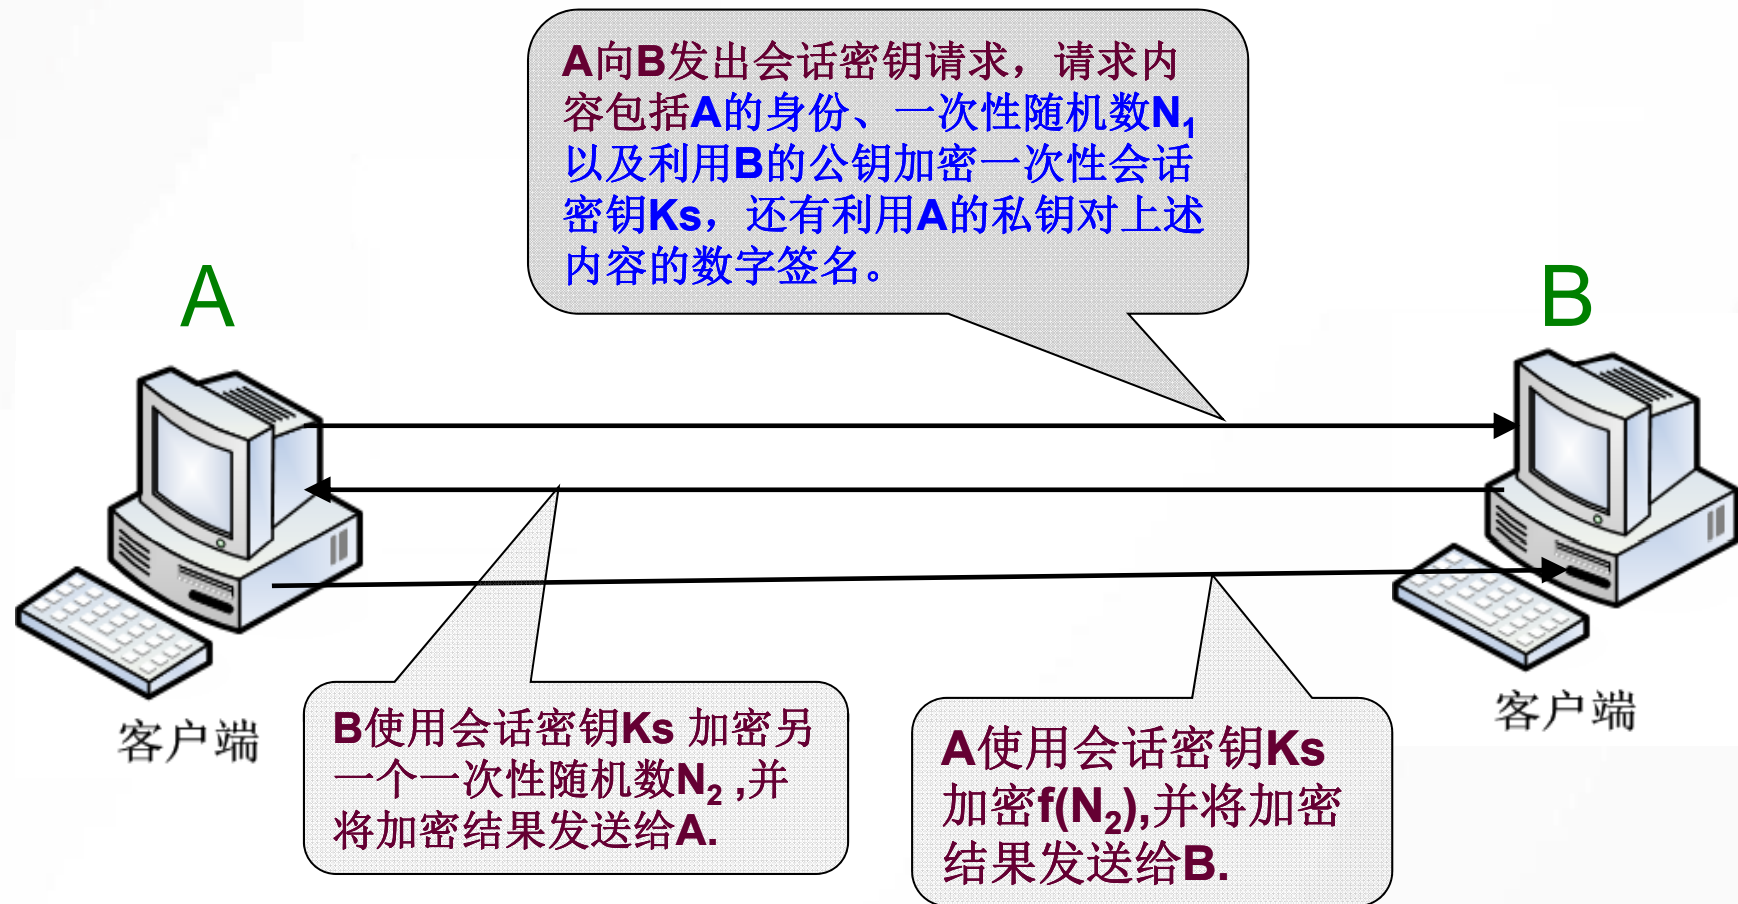 A向B发出会话密钥请求，请求内
容包括A的身份、一次性随机数N₁
以及利用B的公钥加密一次性会话
密钥Ks，还有利用A的私钥对上述
内容的数字签名。
A
B
客户端
客户端
B使用会话密钥Ks 加密另
一个一次性随机数N₂ ,并
将加密结果发送给A.
A使用会话密钥Ks
加密f(N₂),并将加密
结果发送给B.